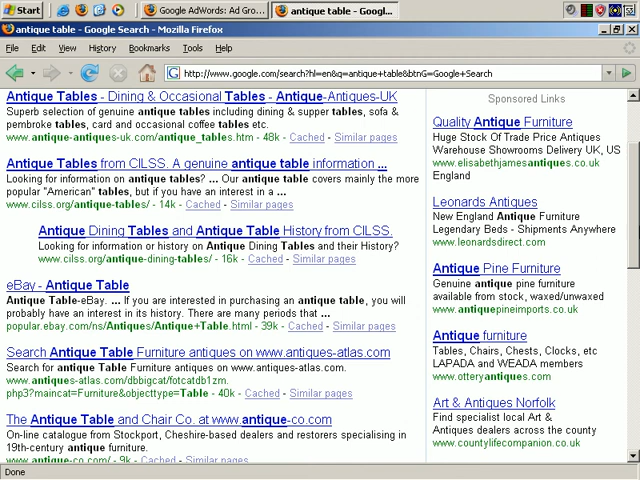 Start
Google AdWords: Ad Gro...
antique table - Googl...
antique table - Google Search - Mozilla Firefox
File Edit View History Bookmarks Tools Help
http://www.google.com/search?hl=en&q=antique+table&btnG=Google+Search
Antique Tables - Dining & Occasional Tables - Antique-Antiques-UK
Superb selection of genuine antique tables including dining & supper tables, sofa &
pembroke tables, card and occasional coffee tables etc.
www.antique-antiques-uk.com/antique_tables.htm - 48k - Cached - Similar pages
Antique Tables from CILSS. A genuine antique table information ...
Looking for information on antique tables? ... Our antique table covers mainly the more
popular "American" tables, but if you have an interest in a ...
www.cilss.org/antique-tables/ - 14k - Cached - Similar pages
Antique Dining Tables and Antique Table History from CILSS.
Looking for information or history on Antique Dining Tables and their History?
www.cilss.org/antique-dining-tables/ - 16k - Cached - Similar pages
eBay - Antique Table
Antique Table-eBay. ... If you are interested in purchasing an antique table, you will
probably have an interest in its history. There are many periods that ...
popular.ebay.com/ns/Antiques/Antique+Table.html - 39k - Cached - Similar pages
Search Antique Table Furniture antiques on www.antiques-atlas.com
Search for antique Table Furniture antiques on www.antiques-atlas.com.
www.antiques-atlas.com/dbbigcat/fotcatdb1zm.
php3?maincat=Furniture&objecttype=Table - 40k - Cached - Similar pages
The Antique Table and Chair Co. at www.antique-co.com
On-line catalogue from Stockport, Cheshire-based dealers and restorers specialising in
19th-century antique furniture.
www.antique-co.com/ - 9k - Cached - Similar pages
Sponsored Links
Quality Antique Furniture
Huge Stock Of Trade Price Antiques
Warehouse Showrooms Delivery UK, US
www.elisabethjamesantiques.co.uk
England
Leonards Antiques
New England Antique Furniture
Legendary Beds - Shipments Anywhere
www.leonardsdirect.com
Antique Pine Furniture
Genuine antique pine furniture
available from stock, waxed/unwaxed
www.antiquepineimports.co.uk
Antique furniture
Tables, Chairs, Chests, Clocks, etc
LAPADA and WEADA members
www.otteryantiques.com
Art & Antiques Norfolk
Find specialist local Art &
Antiques dealers across the county
www.countylifecompanion.co.uk
Done